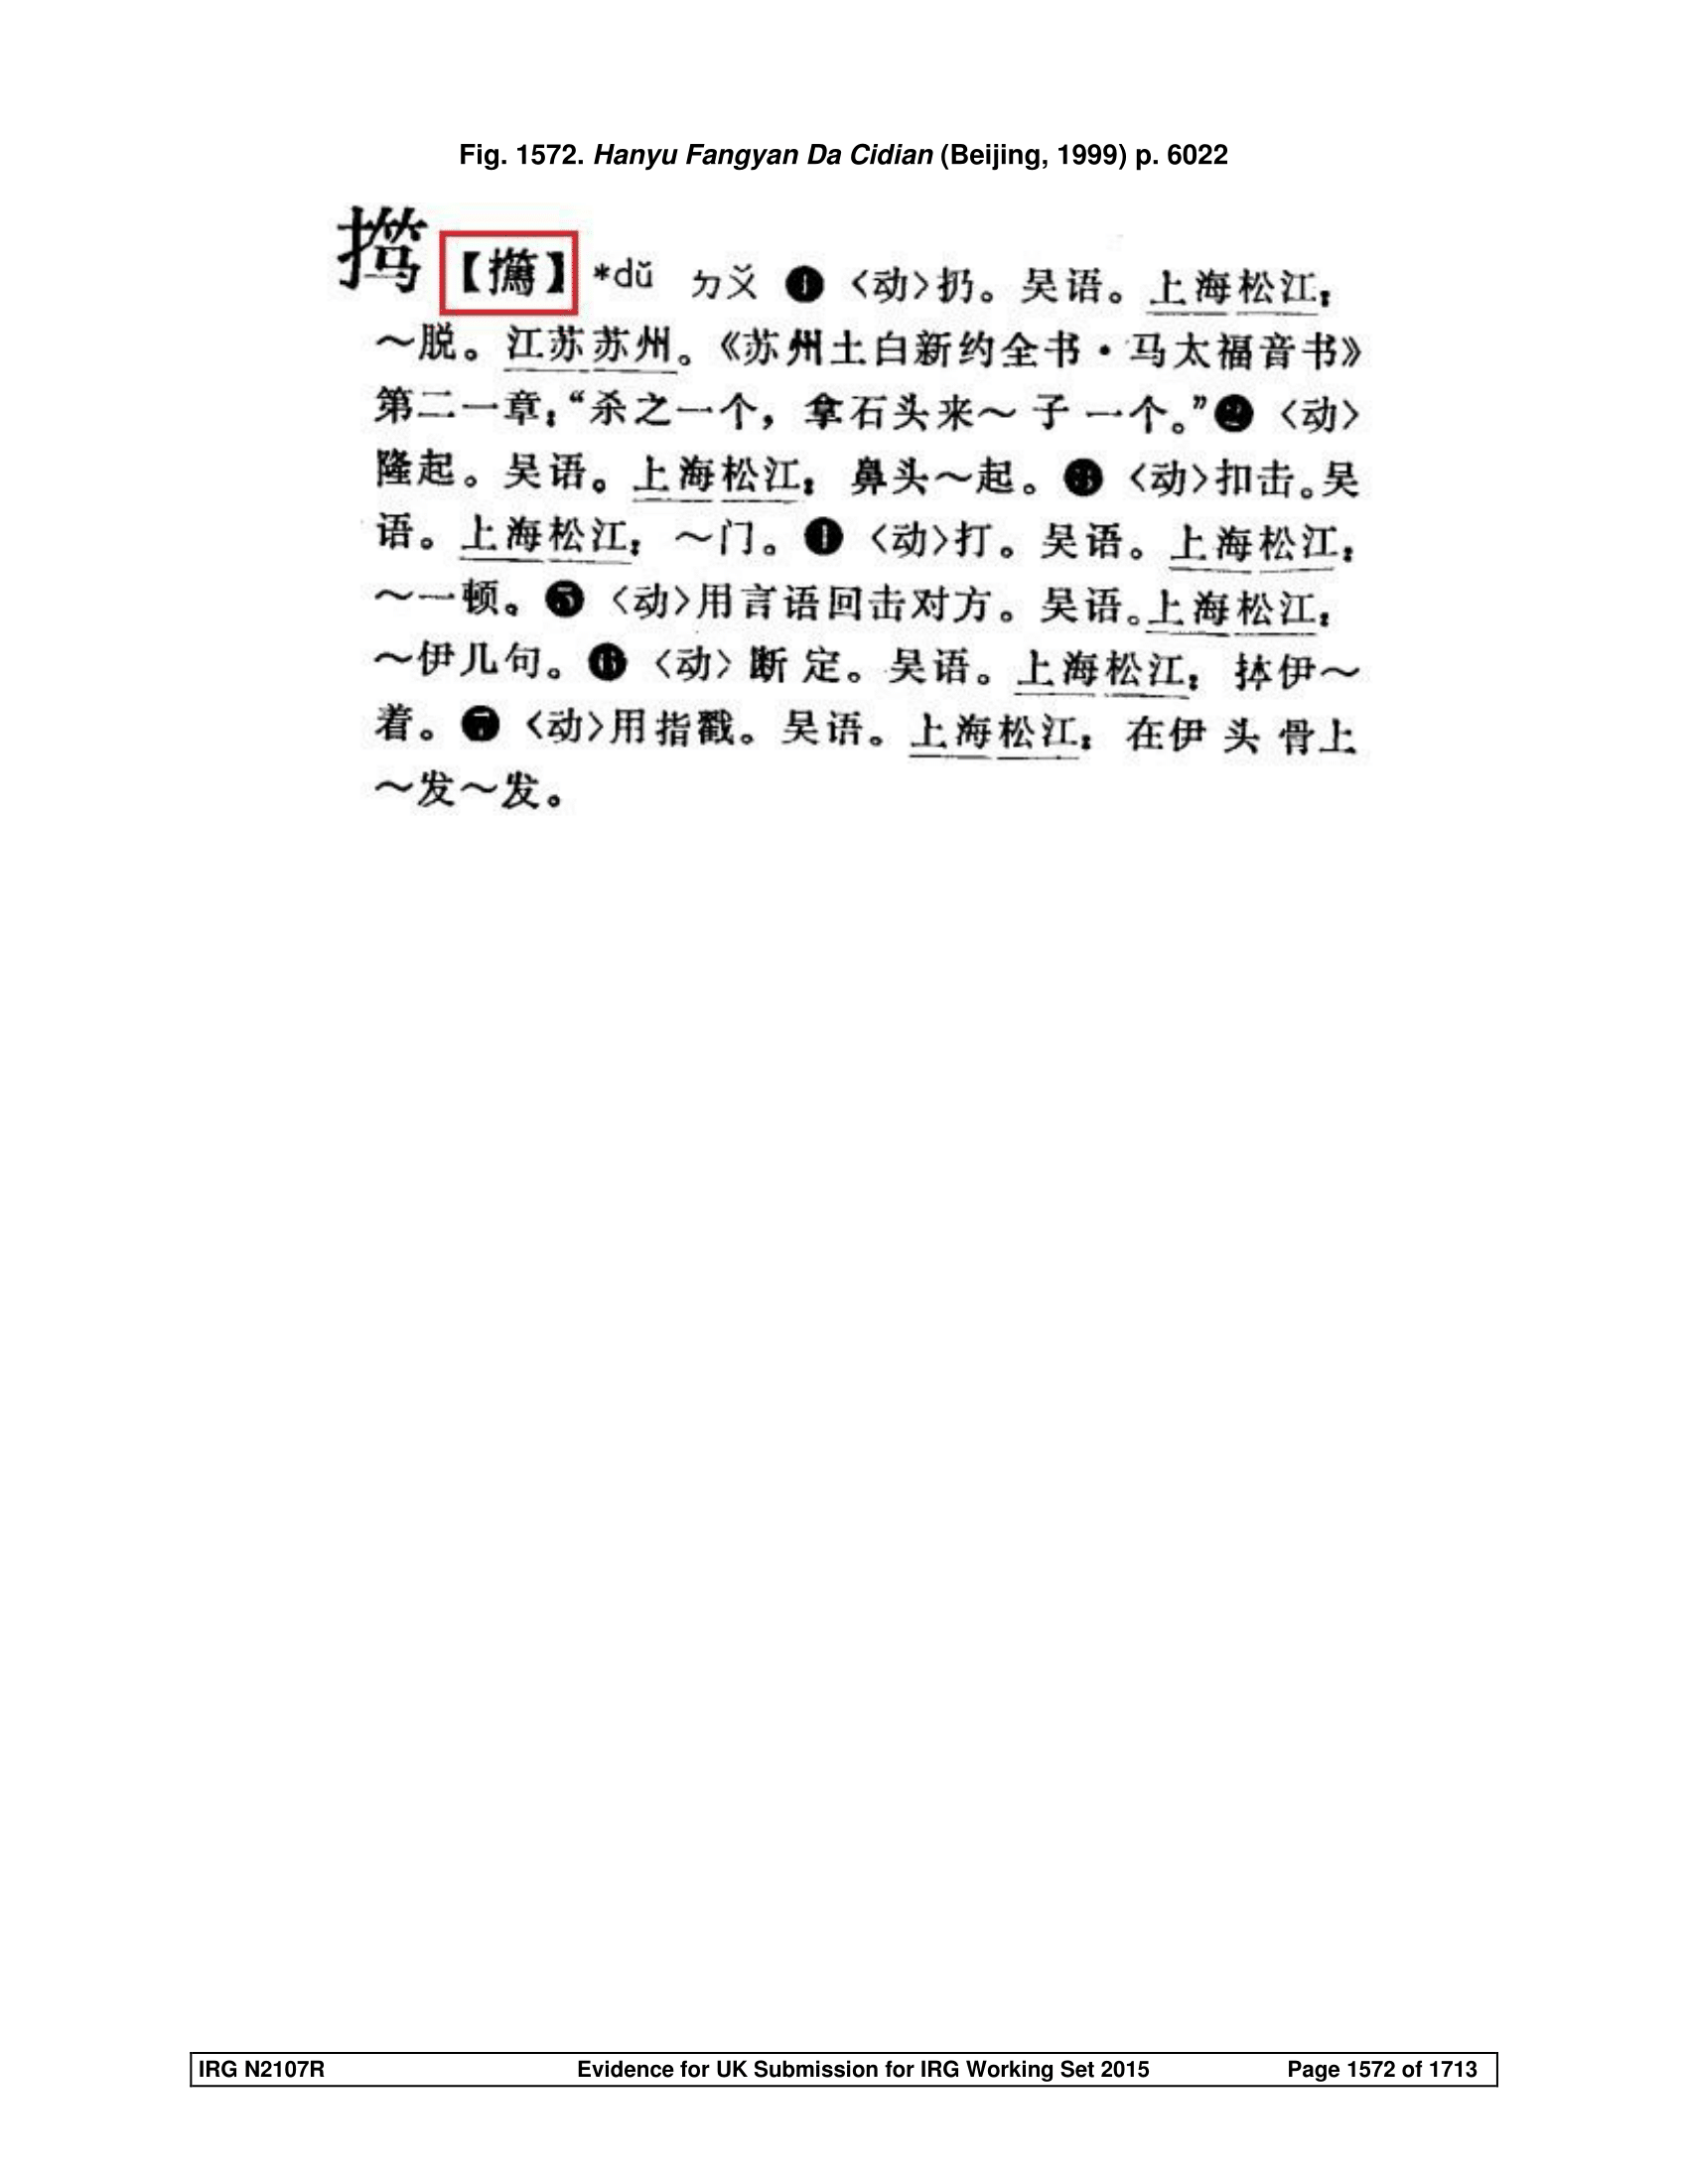 Fig. 1572. Hanyu Fangyan Da Cidian (Beijing, 1999) p. 6022
【】*dǔ ㄉㄨˇ ❶〈动〉扔。吴语。上海松江：
～脱。江苏苏州。《苏州土白新约全书·马太福音书》
第二一章：“杀之一个，拿石头来～子一个。”❷〈动〉
隆起。吴语。上海松江：鼻头～起。❸〈动〉扣击。吴
语。上海松江：～门。❹〈动〉打。吴语。上海松江：
～一顿。❺〈动〉用言语回击对方。吴语。上海松江：
～伊几句。❻〈动〉断定。吴语。上海松江：㧣伊～
着。❼〈动〉用指戳。吴语。上海松江：在伊头骨上
～发～发。
IRG N2107R Evidence for UK Submission for IRG Working Set 2015 Page 1572 of 1713